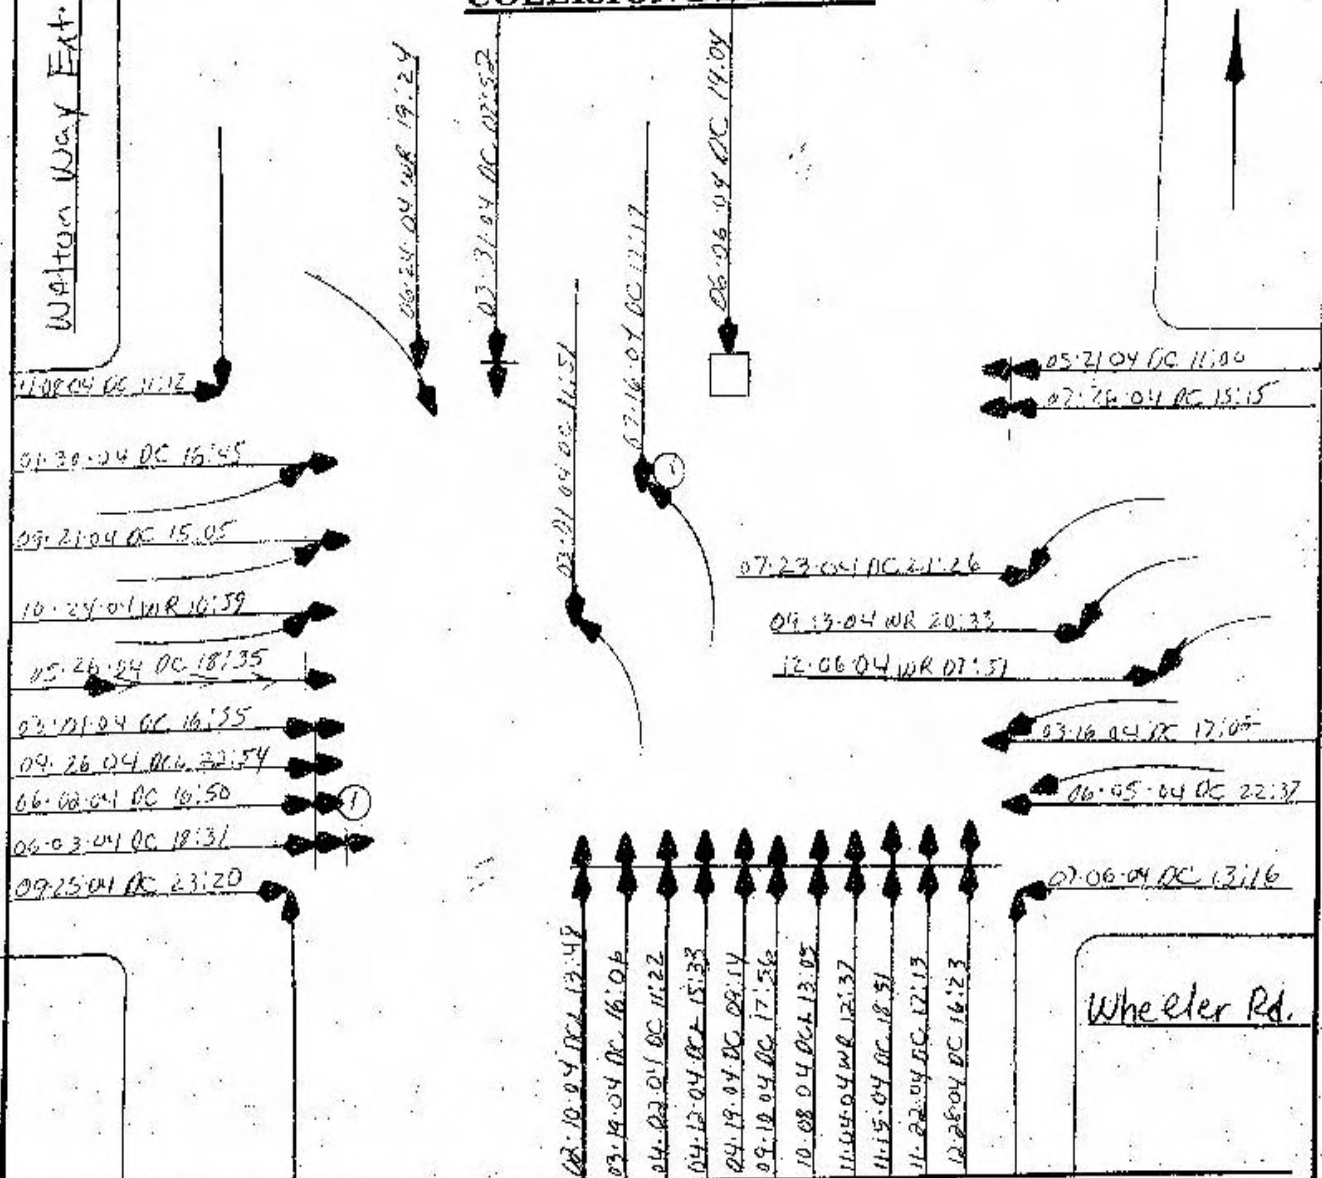 Walton Way Ext.
06·24·04 WR 19:24
03·31·04 DC 07:52
06·06·04 DC 14:04
07·16·04 DC 12:17
03·01·04 DC 11:51
11·08·04 DC 11:12
05·21·04 DC 11:00
07·26·04 DC 15:15
01·30·04 DC 16:45
09·21·04 DC 15:05
1
07·23·04 DC 21:26
10·29·04 WR 10:59
09·13·04 WR 20:33
05·26·04 DC 18:35
12·06·04 WR 07:51
03·01·04 DC 16:55
03·16·04 DC 17:05
09·26·04 DCL 22:54
06·02·04 DC 16:50
1
06·05·04 DC 22:37
06·03·04 DC 18:31
09·25·04 DC 23:20
07·06·04 DC 13:16
02·10·04 DCL 13:48
03·19·04 DC 16:06
04·02·04 DC 11:22
04·12·04 DCL 15:33
04·19·04 DC 09:14
09·10·04 DC 17:56
10·08·04 DCL 13:09
11·04·04 WR 12:37
11·15·04 DC 18:51
11·22·04 DC 17:13
12·28·04 DC 16:23
Wheeler Rd.